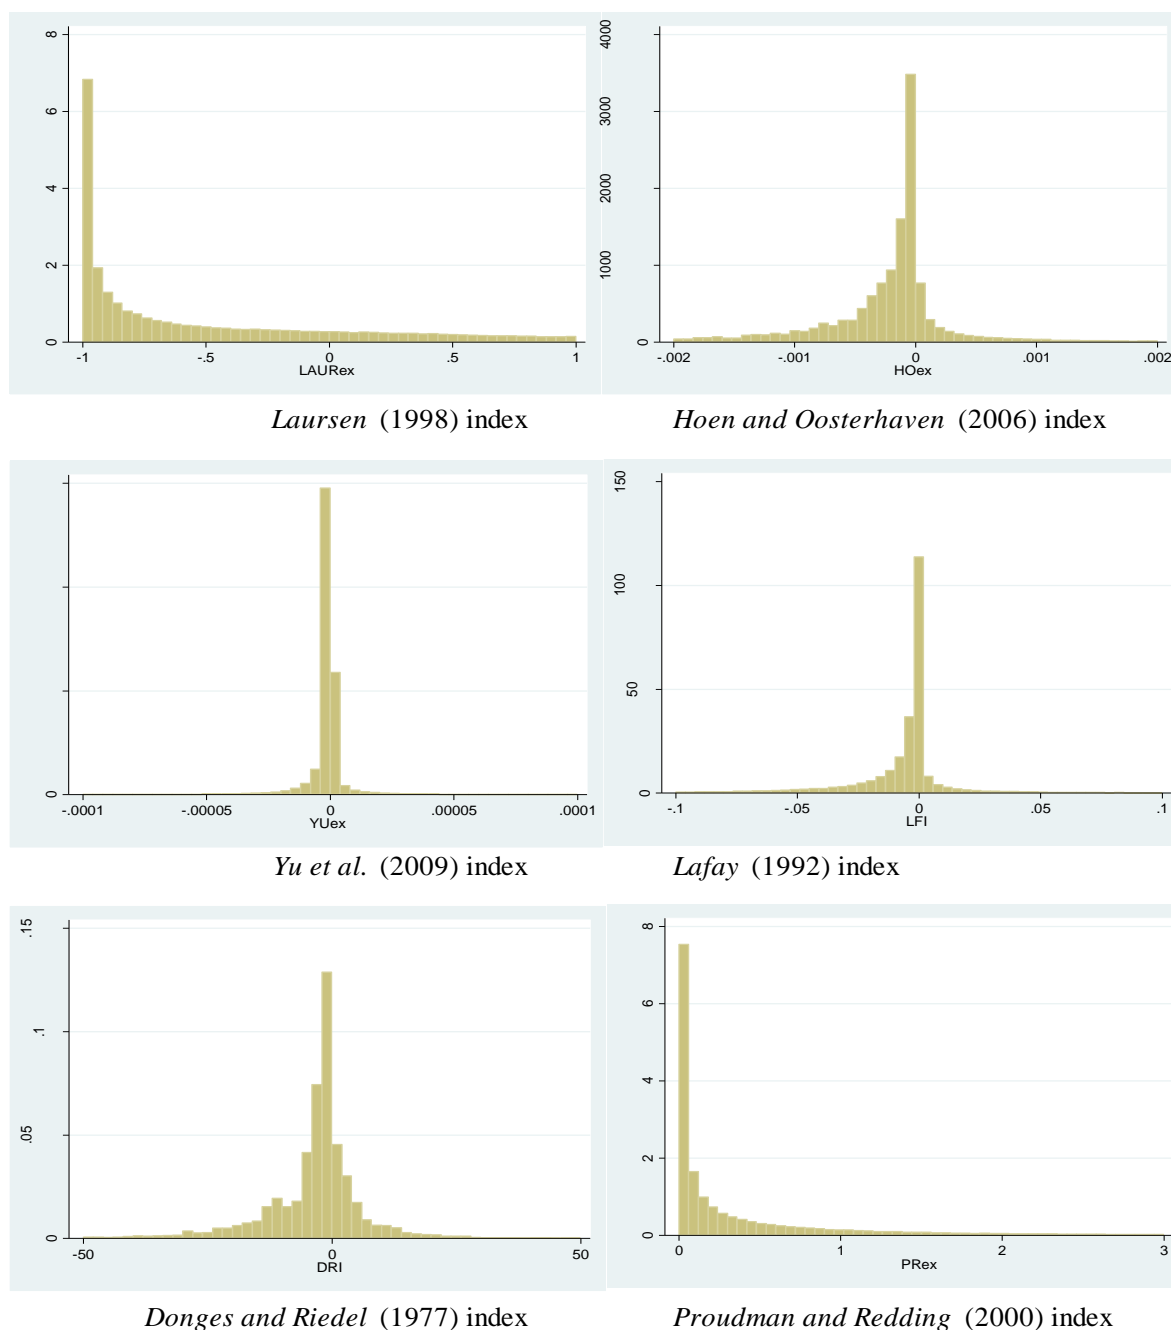 8
6
4
2
0
-1 -.5 0 .5 1
LAURex
4000
3000
2000
1000
0
-.002 -.001 0 .001 .002
HOex
Laursen (1998) index
Hoen and Oosterhaven (2006) index
0
-.0001 -.00005 0 .00005 .0001
YUex
150
100
50
0
-.1 -.05 0 .05 .1
LFI
Yu et al. (2009) index
Lafay (1992) index
.15
.1
.05
0
-50 0 50
DRI
8
6
4
2
0
0 1 2 3
PRex
Donges and Riedel (1977) index
Proudman and Redding (2000) index